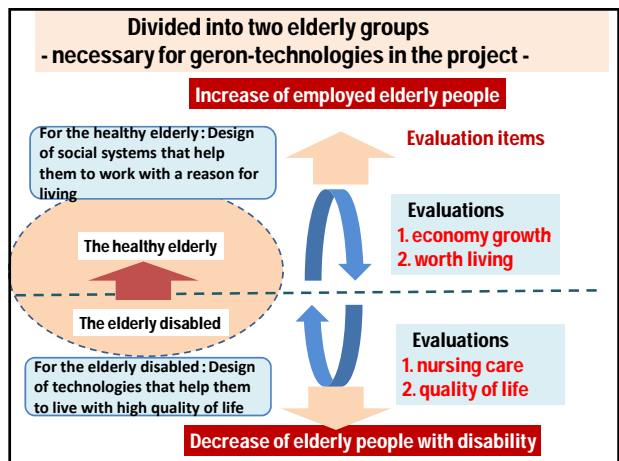 Divided into two elderly groups
- necessary for geron-technologies in the project -
Increase of employed elderly people
For the healthy elderly : Design
of social systems that help
them to work with a reason for
living
Evaluation items
Evaluations
1. economy growth
2. worth living
The healthy elderly
The elderly disabled
For the elderly disabled : Design
of technologies that help them
to live with high quality of life
Evaluations
1. nursing care
2. quality of life
Decrease of elderly people with disability